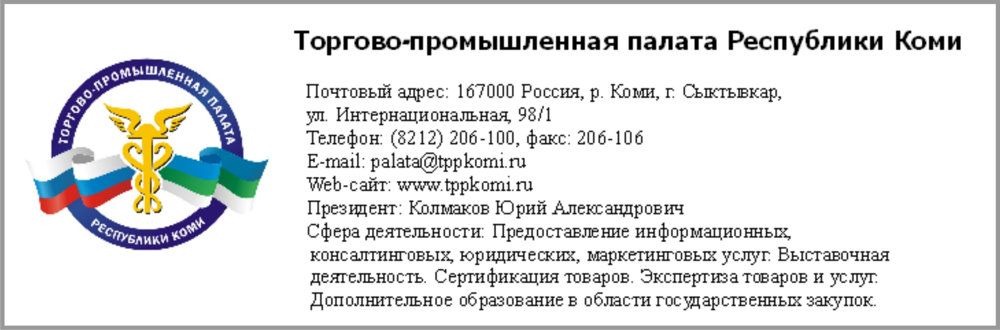 Торгово-промышленная палата Республики Коми
ТОРГОВО-ПРОМЫШЛЕННАЯ ПАЛАТА
РЕСПУБЛИКИ КОМИ
Почтовый адрес: 167000 Россия, р. Коми, г. Сыктывкар,
ул. Интернациональная, 98/1
Телефон: (8212) 206-100, факс: 206-106
E-mail: palata@tppkomi.ru
Web-сайт: www.tppkomi.ru
Президент: Колмаков Юрий Александрович
Сфера деятельности: Предоставление информационных,
консалтинговых, юридических, маркетинговых услуг. Выставочная
деятельность. Сертификация товаров. Экспертиза товаров и услуг.
Дополнительное образование в области государственных закупок.